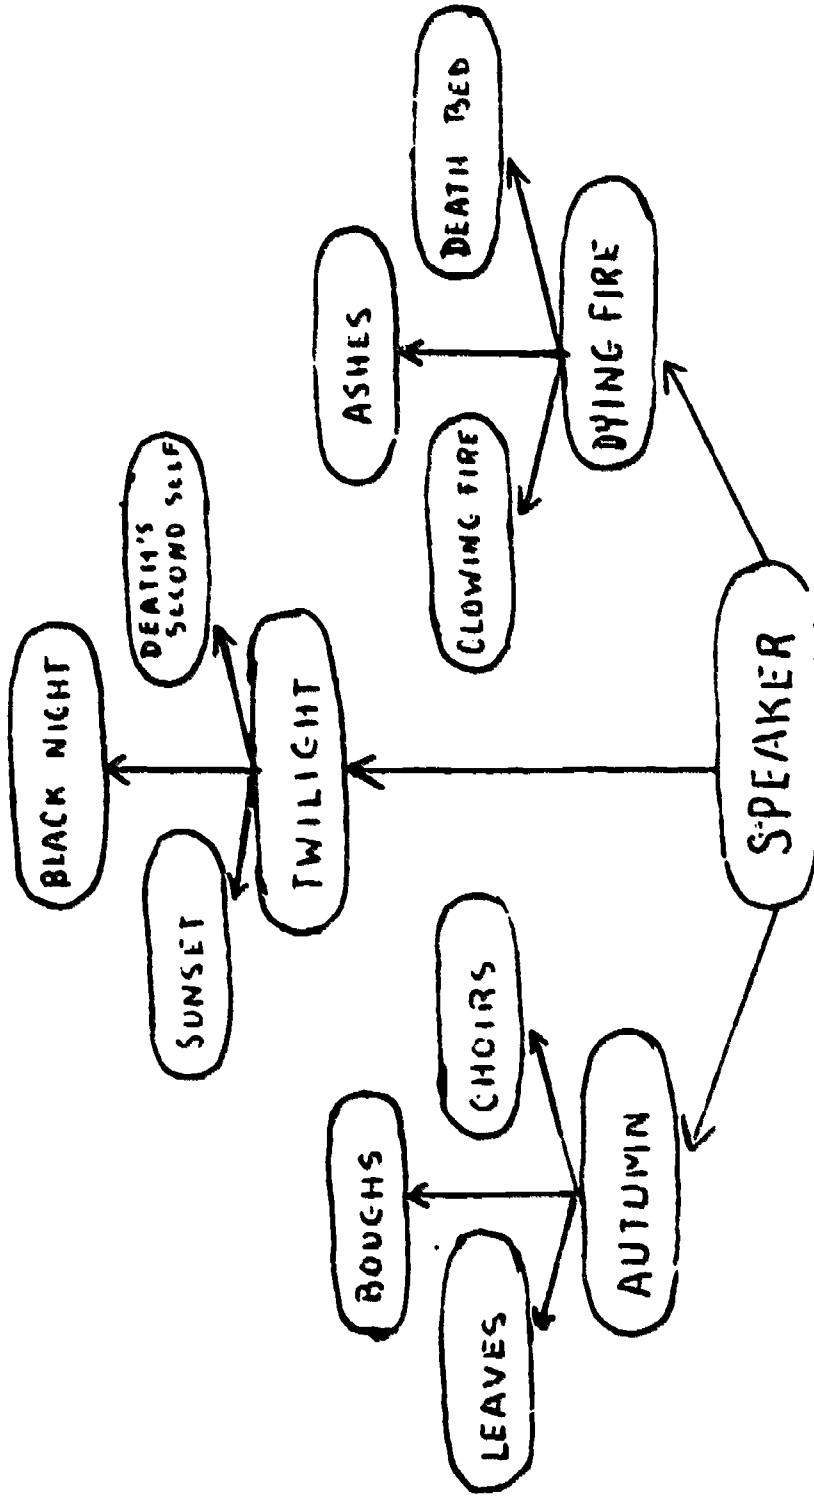 BLACK NIGHT
SUNSET
DEATH'S
SECOND SELF
TWILIGHT
BOUGHS
ASHES
LEAVES
CHOIRS
GLOWING FIRE
DEATH BED
AUTUMN
DYING FIRE
SPEAKER